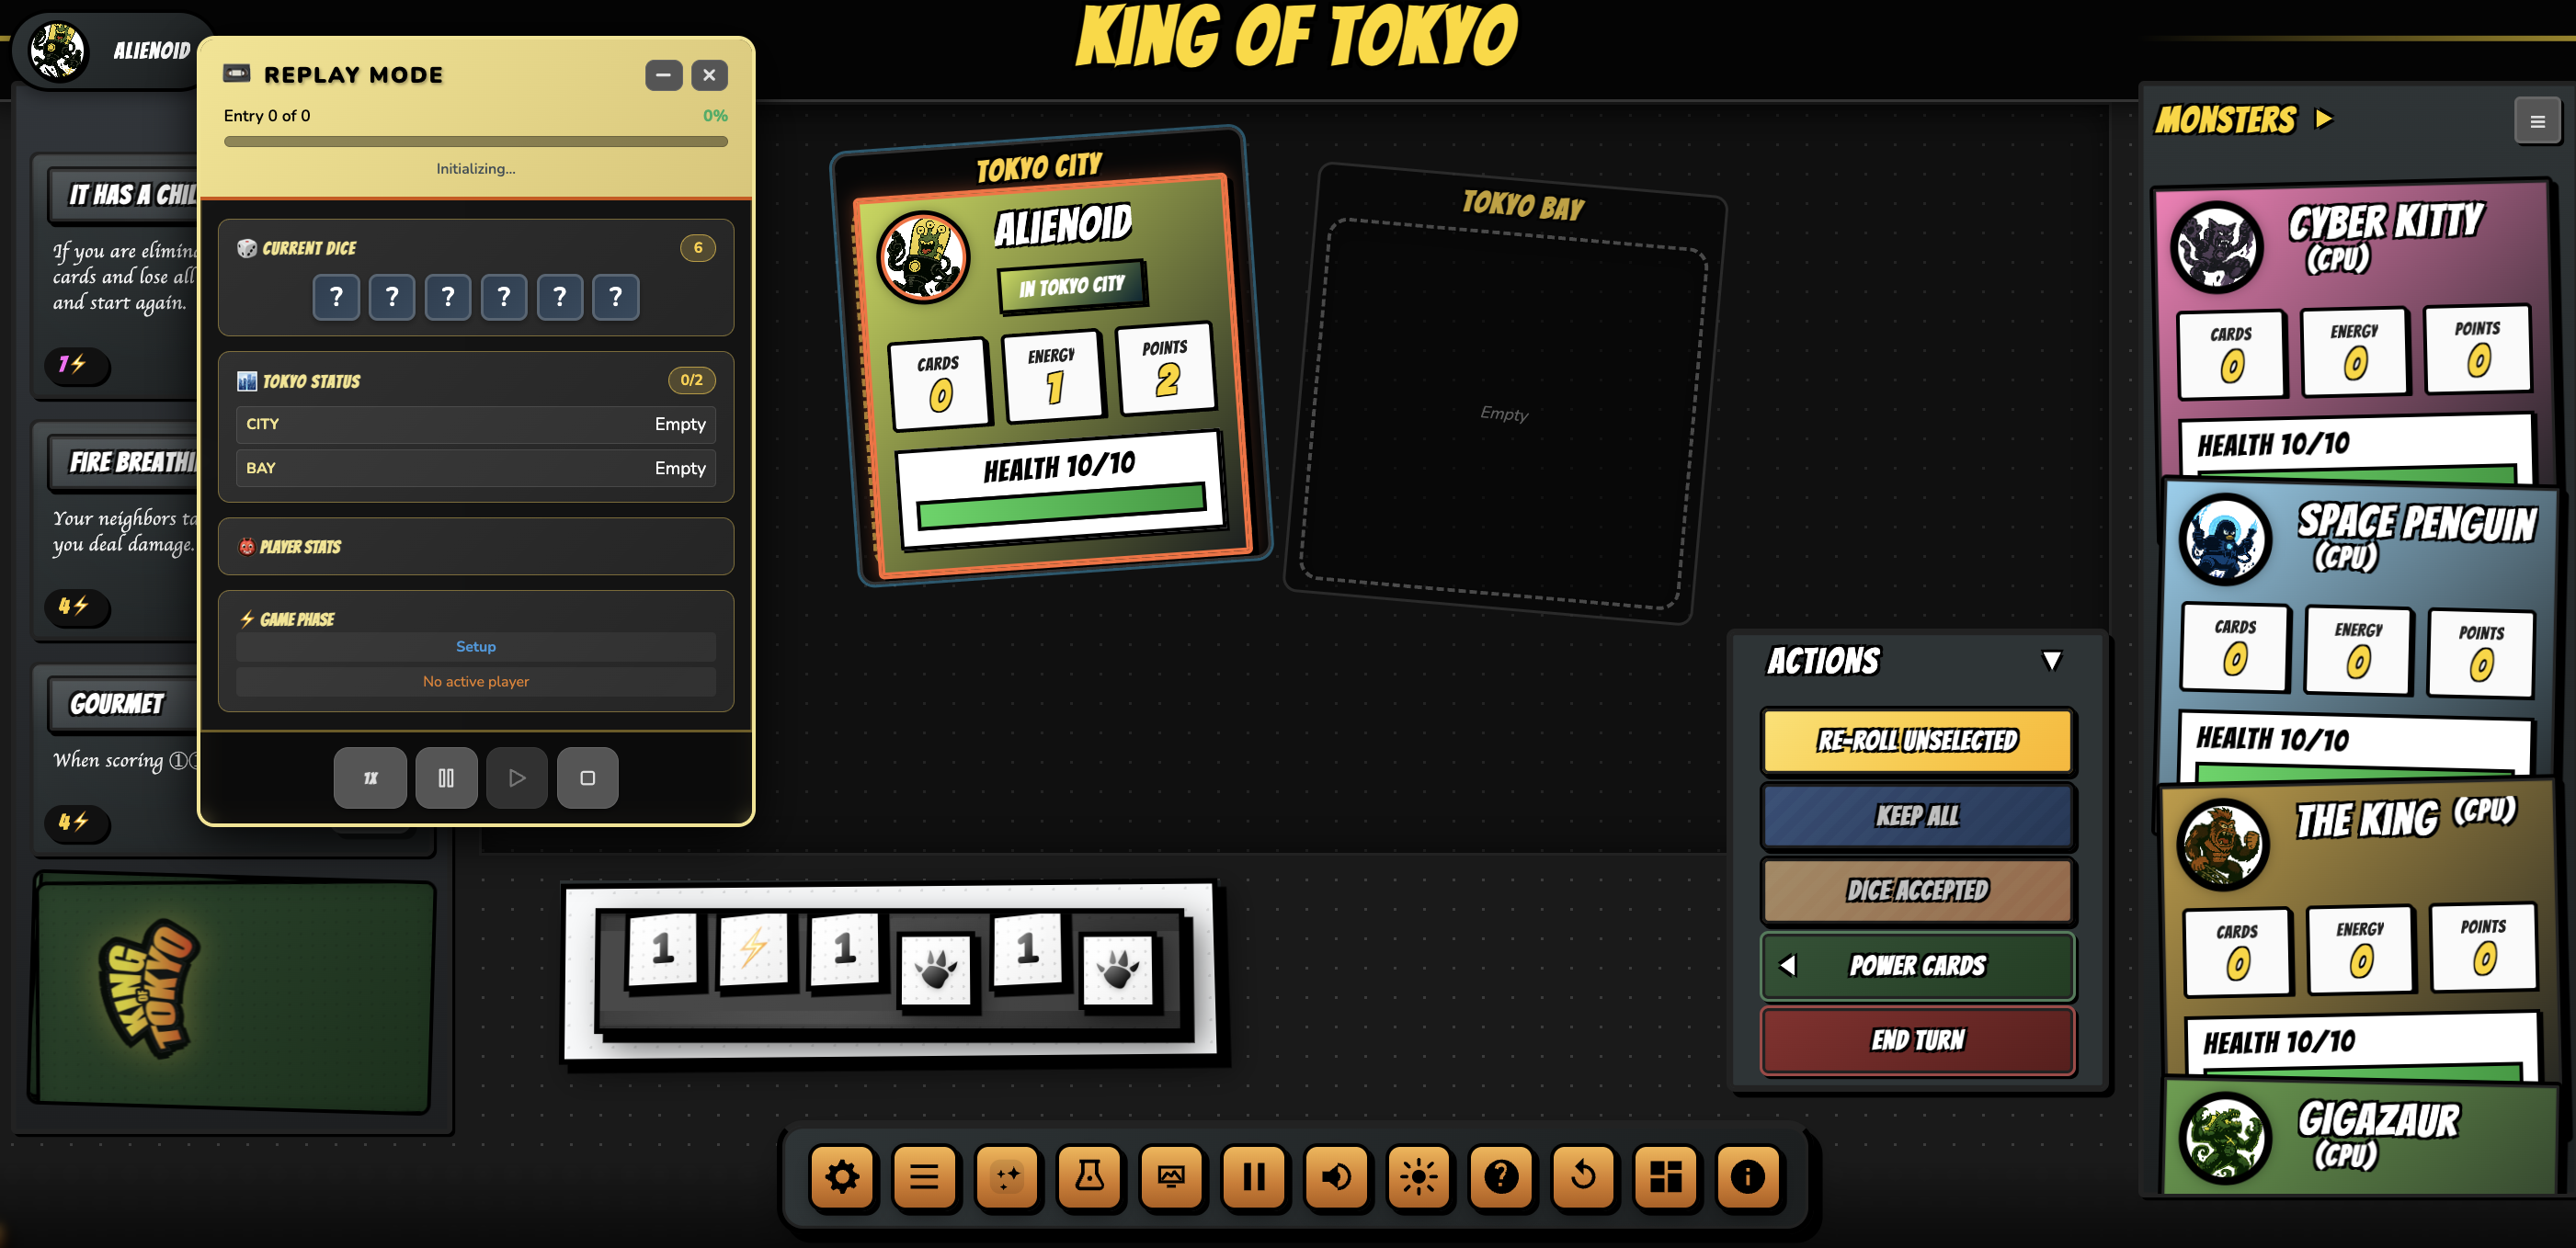 KING OF TOKYO
ALIENOID
REPLAY MODE
Entry 0 of 0
0%
Initializing...
CURRENT DICE
6
? ? ? ? ? ?
TOKYO STATUS
0/2
CITY
Empty
BAY
Empty
PLAYER STATS
GAME PHASE
Setup
No active player
1X
IT HAS A CHIL
If you are elimin
cards and lose all
and start again.
7
FIRE BREATHI
Your neighbors ta
you deal damage.
4
GOURMET
When scoring ①
4
KING OF TOKYO
TOKYO CITY
ALIENOID
IN TOKYO CITY
CARDS
0
ENERGY
1
POINTS
2
HEALTH 10/10
TOKYO BAY
Empty
1
1
1
ACTIONS
RE-ROLL UNSELECTED
KEEP ALL
DICE ACCEPTED
POWER CARDS
END TURN
MONSTERS
CYBER KITTY
(CPU)
CARDS
0
ENERGY
0
POINTS
0
HEALTH 10/10
SPACE PENGUIN
(CPU)
CARDS
0
ENERGY
0
POINTS
0
HEALTH 10/10
THE KING (CPU)
CARDS
0
ENERGY
0
POINTS
0
HEALTH 10/10
GIGAZAUR
(CPU)